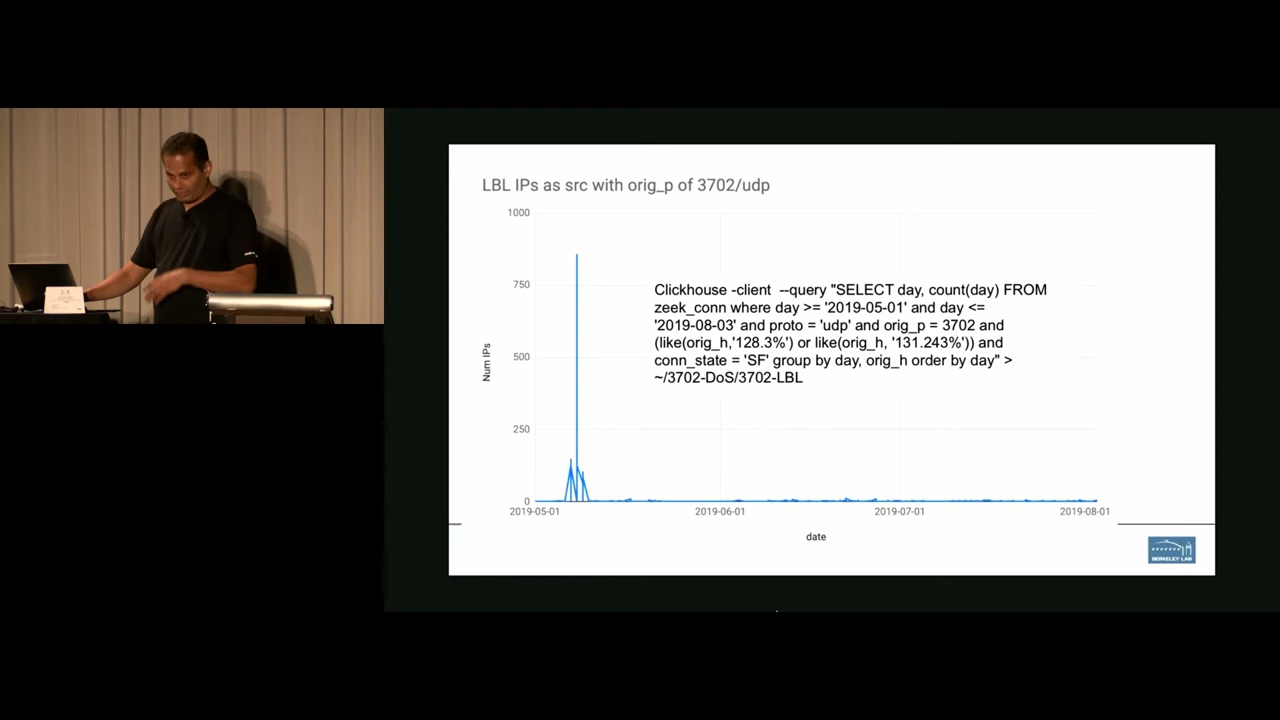 LBL IPs as src with orig_p of 3702/udp
1000
750
500
250
0
Num IPs
Clickhouse -client  --query "SELECT day, count(day) FROM
zeek_conn where day >= '2019-05-01' and day <=
'2019-08-03' and proto = 'udp' and orig_p = 3702 and
(like(orig_h,'128.3%') or like(orig_h, '131.243%')) and
conn_state = 'SF' group by day, orig_h order by day" >
~/3702-DoS/3702-LBL
2019-05-01
2019-06-01
2019-07-01
2019-08-01
date
BERKELEY LAB